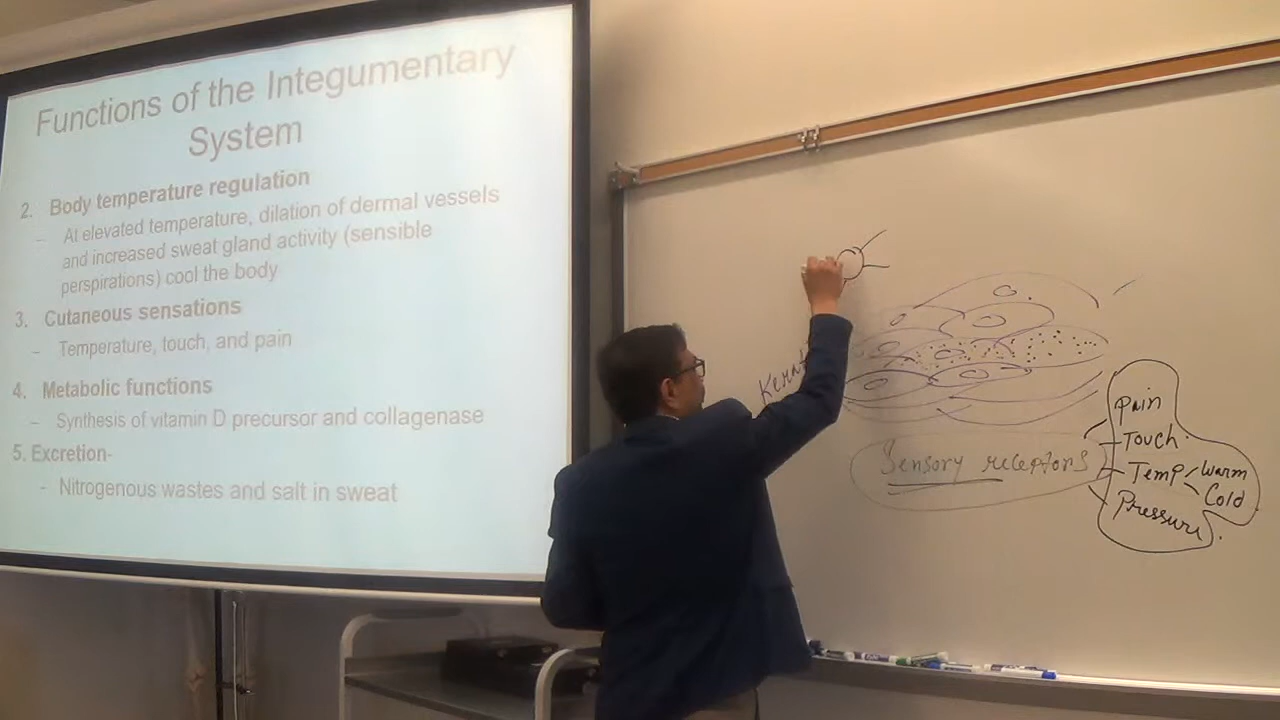 Functions of the Integumentary
System
2. Body temperature regulation
– At elevated temperature, dilation of dermal vessels
and increased sweat gland activity (sensible
perspirations) cool the body
3. Cutaneous sensations
– Temperature, touch, and pain
4. Metabolic functions
– Synthesis of vitamin D precursor and collagenase
5. Excretion-
– Nitrogenous wastes and salt in sweat
Sensory receptors
Pain
Touch
Temp Warm
Cold
Pressure